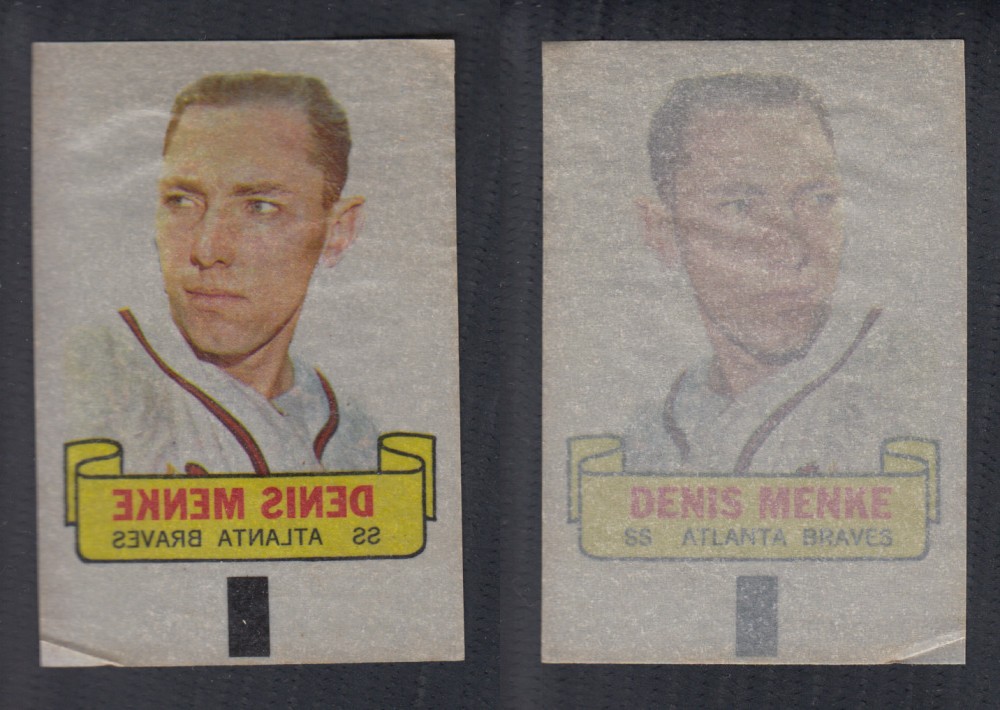 DENIS MENKE
SS ATLANTA BRAVES
DENIS MENKE
SS ATLANTA BRAVES